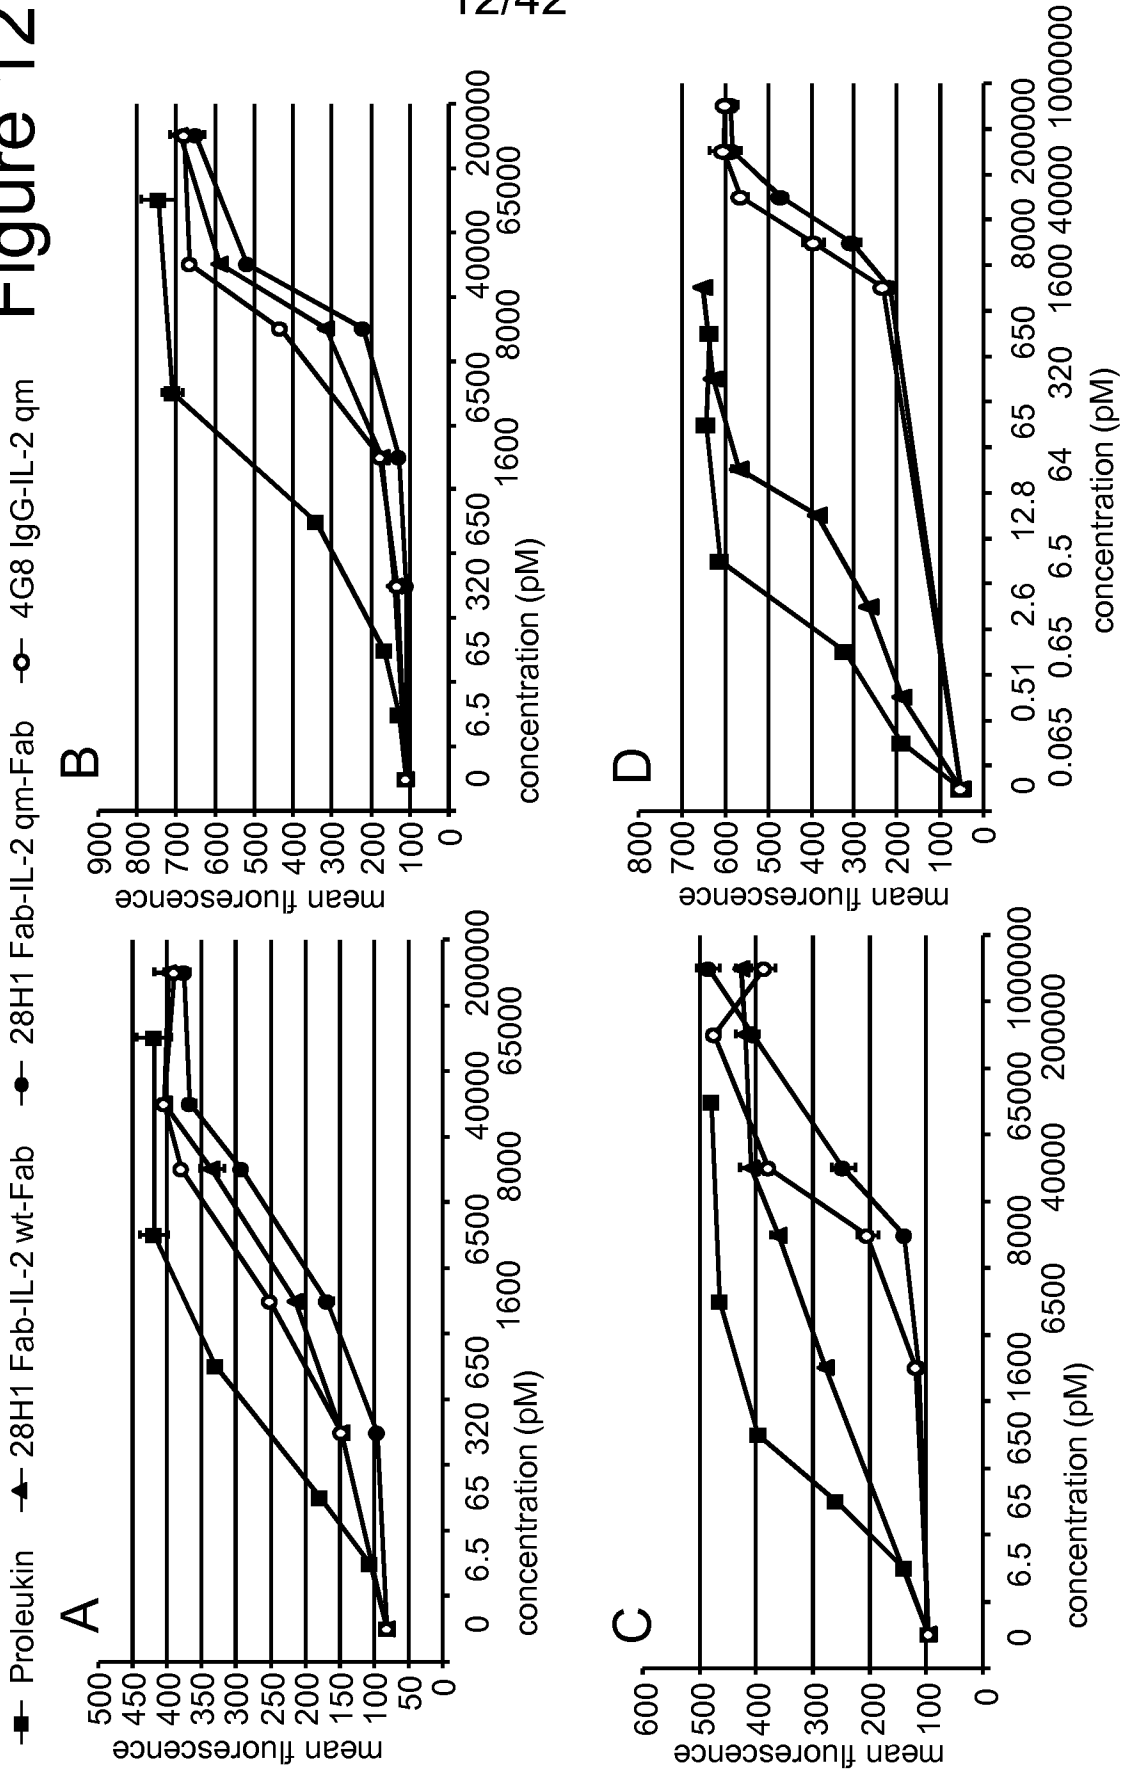 12/42
Figure 12
Proleukin 28H1 Fab-IL-2 wt-Fab 28H1 Fab-IL-2 qm-Fab 4G8 IgG-IL-2 qm
A
mean fluorescence
500
450
400
350
300
250
200
150
100
50
0
0 6.5 65 320 650 1600 6500 8000 40000 65000 200000
concentration (pM)
B
mean fluorescence
900
800
700
600
500
400
300
200
100
0
0 6.5 65 320 650 1600 6500 8000 40000 65000 200000
concentration (pM)
C
mean fluorescence
600
500
400
300
200
100
0
0 6.5 65 650 1600 6500 8000 40000 65000 200000 1000000
concentration (pM)
D
mean fluorescence
800
700
600
500
400
300
200
100
0
0 0.065 0.51 0.65 2.6 6.5 12.8 64 65 320 650 1600 8000 40000 200000 1000000
concentration (pM)